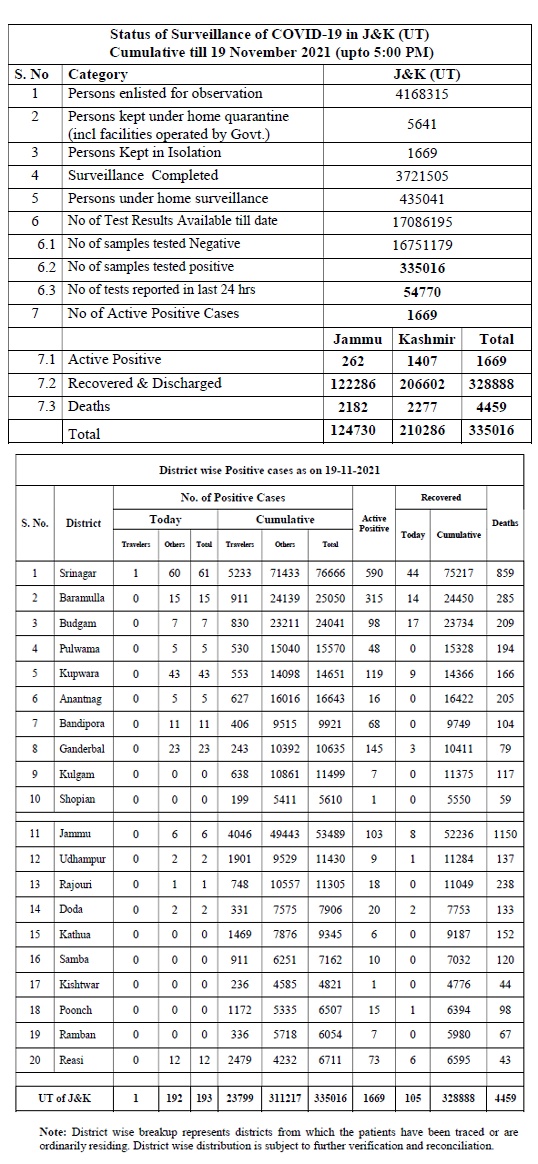 Status of Surveillance of COVID-19 in J&K (UT)
Cumulative till 19 November 2021 (upto 5:00 PM)
S. No Category J&K (UT)
1 Persons enlisted for observation 4168315
2 Persons kept under home quarantine
(incl facilities operated by Govt.) 5641
3 Persons Kept in Isolation 1669
4 Surveillance Completed 3721505
5 Persons under home surveillance 435041
6 No of Test Results Available till date 17086195
6.1 No of samples tested Negative 16751179
6.2 No of samples tested positive 335016
6.3 No of tests reported in last 24 hrs 54770
7 No of Active Positive Cases 1669
Jammu Kashmir Total
7.1 Active Positive 262 1407 1669
7.2 Recovered & Discharged 122286 206602 328888
7.3 Deaths 2182 2277 4459
Total 124730 210286 335016
District wise Positive cases as on 19-11-2021
S. No. District No. of Positive Cases Active Positive Recovered Deaths
Today Cumulative Today Cumulative
Travelers Others Total Travelers Others Total
1 Srinagar 1 60 61 5233 71433 76666 590 44 75217 859
2 Baramulla 0 15 15 911 24139 25050 315 14 24450 285
3 Budgam 0 7 7 830 23211 24041 98 17 23734 209
4 Pulwama 0 5 5 530 15040 15570 48 0 15328 194
5 Kupwara 0 43 43 553 14098 14651 119 9 14366 166
6 Anantnag 0 5 5 627 16016 16643 16 0 16422 205
7 Bandipora 0 11 11 406 9515 9921 68 0 9749 104
8 Ganderbal 0 23 23 243 10392 10635 145 3 10411 79
9 Kulgam 0 0 0 638 10861 11499 7 0 11375 117
10 Shopian 0 0 0 199 5411 5610 1 0 5550 59
11 Jammu 0 6 6 4046 49443 53489 103 8 52236 1150
12 Udhampur 0 2 2 1901 9529 11430 9 1 11284 137
13 Rajouri 0 1 1 748 10557 11305 18 0 11049 238
14 Doda 0 2 2 331 7575 7906 20 2 7753 133
15 Kathua 0 0 0 1469 7876 9345 6 0 9187 152
16 Samba 0 0 0 911 6251 7162 10 0 7032 120
17 Kishtwar 0 0 0 236 4585 4821 1 0 4776 44
18 Poonch 0 0 0 1172 5335 6507 15 1 6394 98
19 Ramban 0 0 0 336 5718 6054 7 0 5980 67
20 Reasi 0 12 12 2479 4232 6711 73 6 6595 43
UT of J&K 1 192 193 23799 311217 335016 1669 105 328888 4459
Note: District wise breakup represents districts from which the patients have been traced or are
ordinarily residing. District wise distribution is subject to further verification and reconciliation.